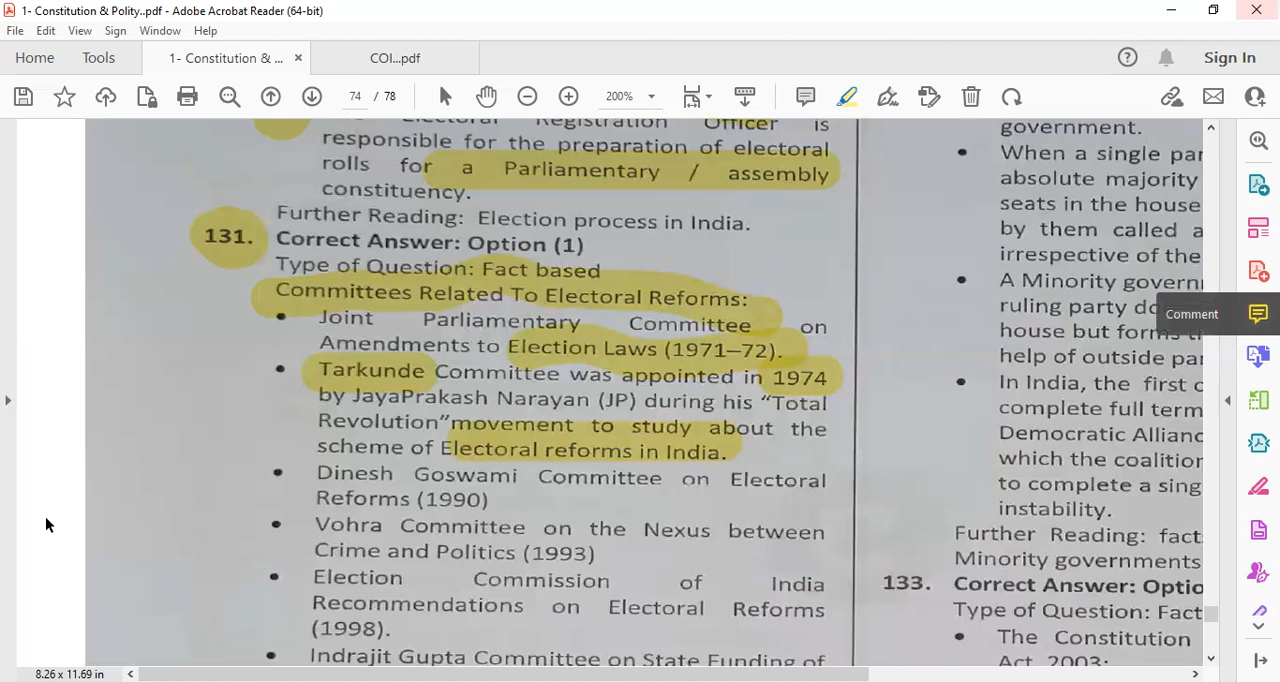 1- Constitution & Polity..pdf - Adobe Acrobat Reader (64-bit)
File Edit View Sign Window Help
Home Tools 1- Constitution & ... × COI...pdf Sign In
74 / 78 200%
Electoral Registration Officer is
responsible for the preparation of electoral
rolls for a Parliamentary / assembly
constituency.
Further Reading: Election process in India.
131. Correct Answer: Option (1)
Type of Question: Fact based
Committees Related To Electoral Reforms:
• Joint Parliamentary Committee on
Amendments to Election Laws (1971–72).
• Tarkunde Committee was appointed in 1974
by JayaPrakash Narayan (JP) during his “Total
Revolution”movement to study about the
scheme of Electoral reforms in India.
• Dinesh Goswami Committee on Electoral
Reforms (1990)
• Vohra Committee on the Nexus between
Crime and Politics (1993)
• Election Commission of India
Recommendations on Electoral Reforms
(1998).
• Indrajit Gupta Committee on State Funding of
government.
• When a single par
absolute majority
seats in the house
by them called a
irrespective of the
• A Minority governm
ruling party do
house but forms t
help of outside pa
• In India, the first c
complete full term
Democratic Allianc
which the coalition
to complete a sing
instability.
Further Reading: fact
Minority governments
133. Correct Answer: Optio
Type of Question: Fact
• The Constitution
Act, 2003:
Comment
8.26 x 11.69 in